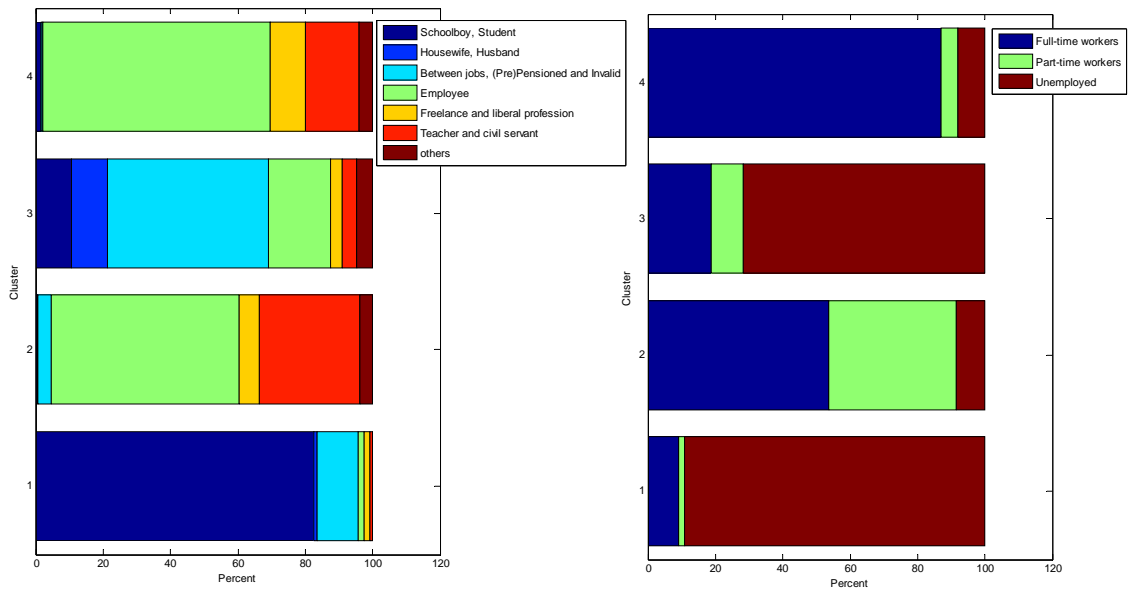 Schoolboy, Student
Housewife, Husband
Between jobs, (Pre)Pensioned and Invalid
Employee
Freelance and liberal profession
Teacher and civil servant
others
4
3
2
1
Cluster
0 20 40 60 80 100 120
Percent
Full-time workers
Part-time workers
Unemployed
4
3
2
1
Cluster
0 20 40 60 80 100 120
Percent